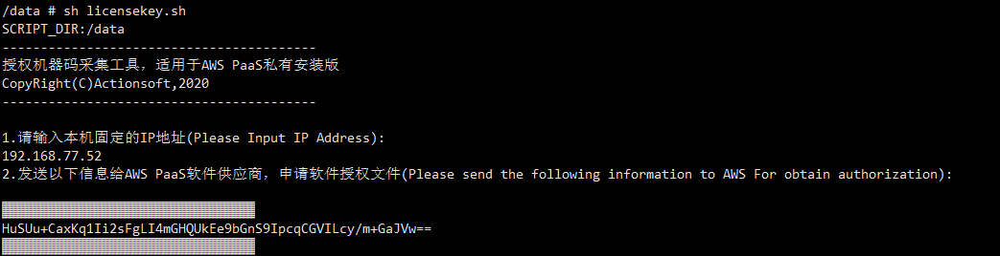 /data # sh licensekey.sh
SCRIPT_DIR:/data
-----------------------------------------
授权机器码采集工具，适用于AWS PaaS私有安装版
CopyRight(C)Actionsoft,2020
-----------------------------------------
1.请输入本机固定的IP地址(Please Input IP Address):
192.168.77.52
2.发送以下信息给AWS PaaS软件供应商，申请软件授权文件(Please send the following information to AWS For obtain authorization):
HuSUu+CaxKq1Ii2sFgLI4mGHQUkEe9bGnS9IpcqCGVILcy/m+GaJVw==